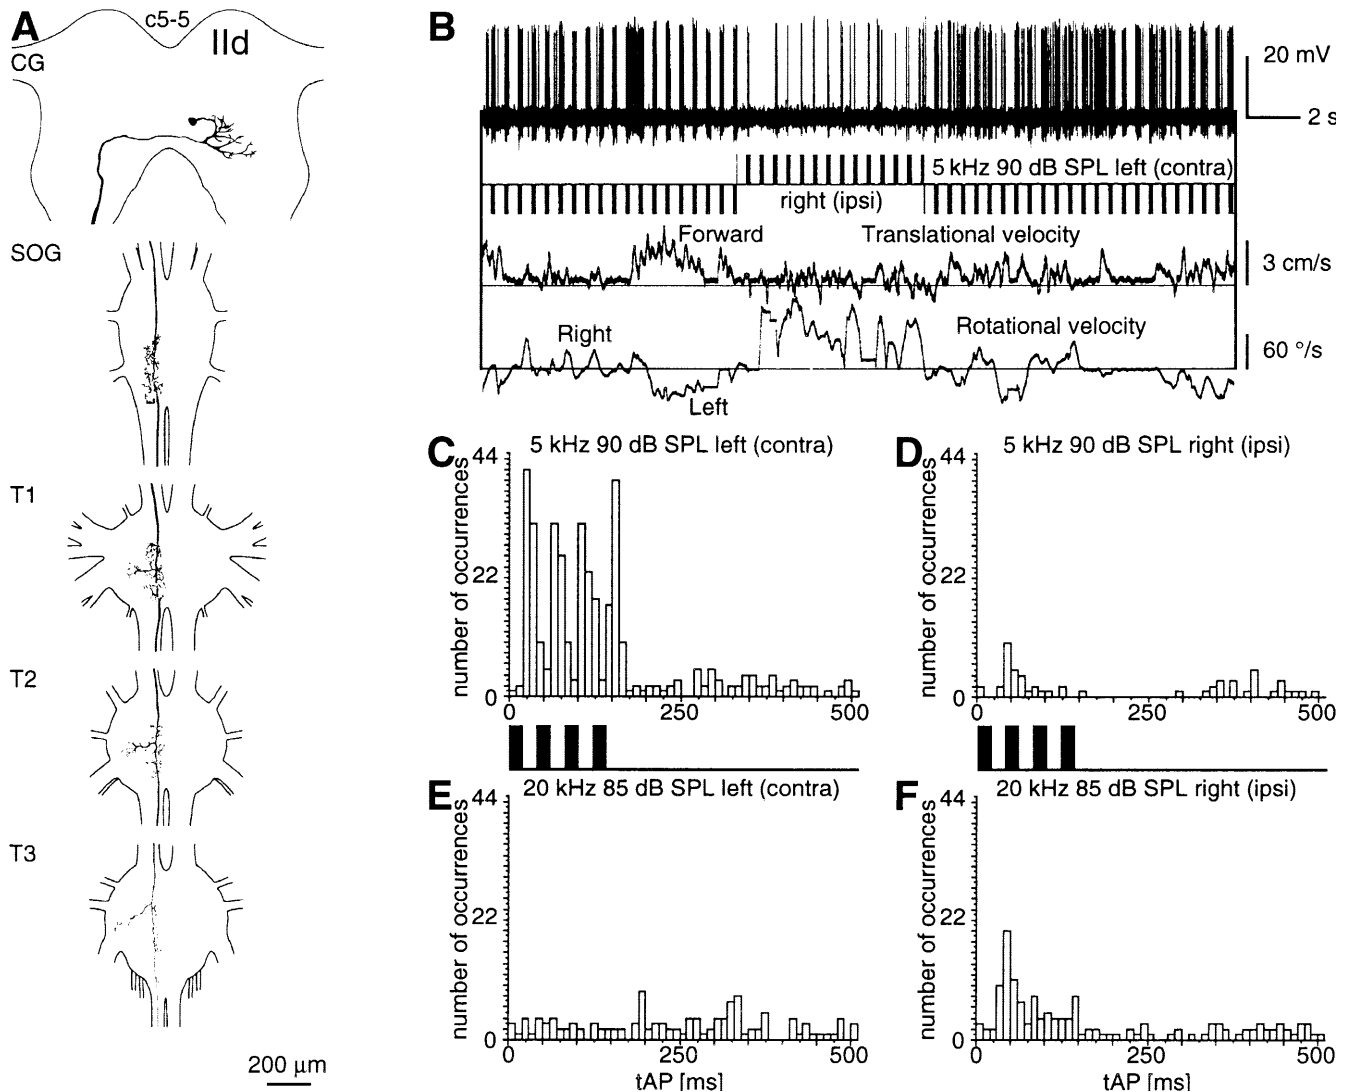 A
c5-5
IId
CG
SOG
T1
T2
T3
200 µm
B
20 mV
2 s
5 kHz 90 dB SPL left (contra)
right (ipsi)
Forward
Translational velocity
3 cm/s
Right
Rotational velocity
60 °/s
Left
C
5 kHz 90 dB SPL left (contra)
number of occurrences
44
22
0
0
250
500
D
5 kHz 90 dB SPL right (ipsi)
number of occurrences
44
22
0
0
250
500
E
20 kHz 85 dB SPL left (contra)
number of occurrences
44
22
0
0
250
500
tAP [ms]
F
20 kHz 85 dB SPL right (ipsi)
number of occurrences
44
22
0
0
250
500
tAP [ms]